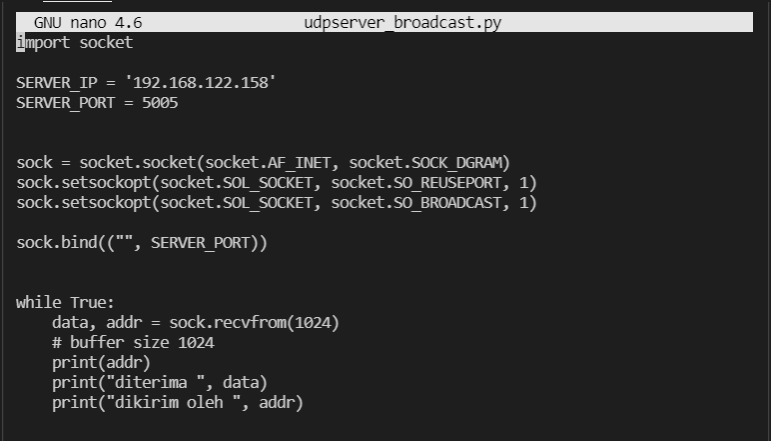 GNU nano 4.6 udpserver_broadcast.py
import socket
SERVER_IP = '192.168.122.158'
SERVER_PORT = 5005
sock = socket.socket(socket.AF_INET, socket.SOCK_DGRAM)
sock.setsockopt(socket.SOL_SOCKET, socket.SO_REUSEPORT, 1)
sock.setsockopt(socket.SOL_SOCKET, socket.SO_BROADCAST, 1)
sock.bind(("", SERVER_PORT))
while True:
    data, addr = sock.recvfrom(1024)
    # buffer size 1024
    print(addr)
    print("diterima ", data)
    print("dikirim oleh ", addr)